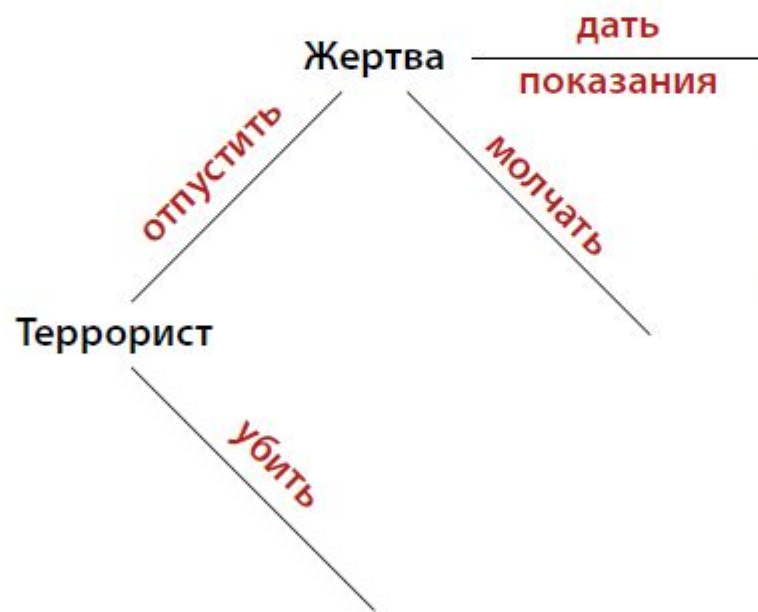 дать
Жертва
показания
отпустить
молчать
Террорист
убить